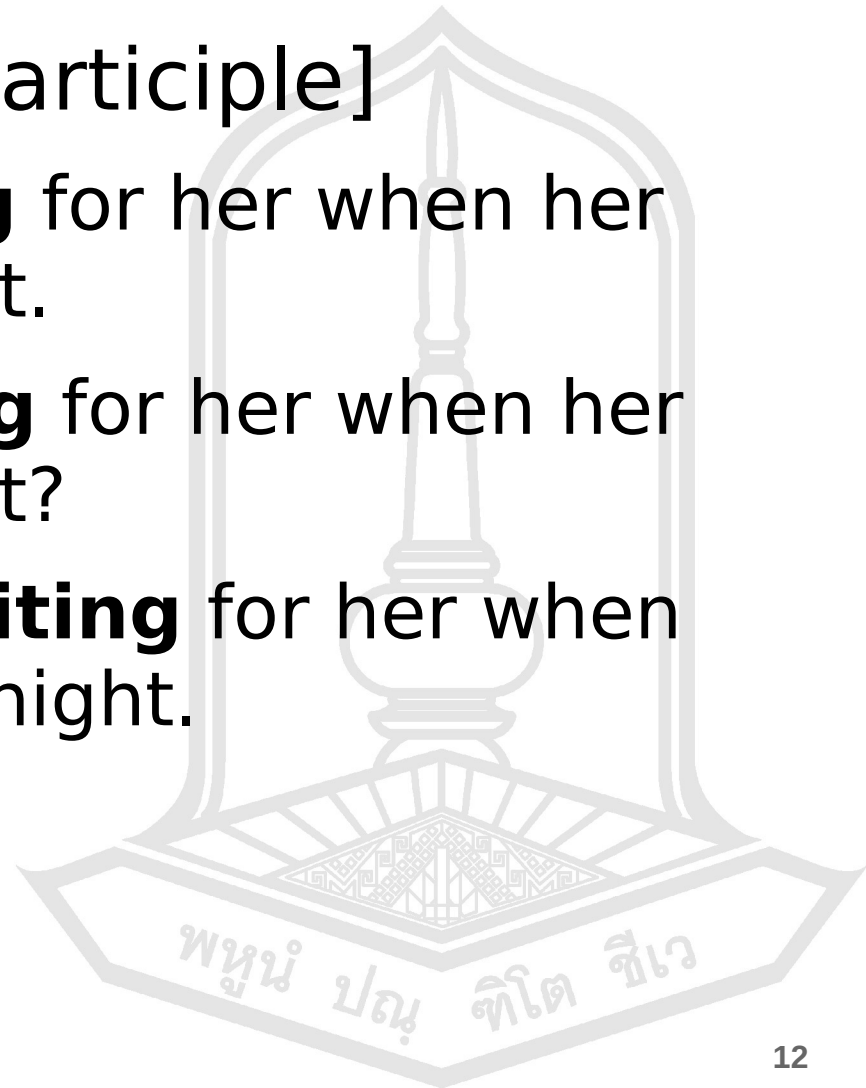 articiple]
g for her when her
t.
g for her when her
t?
iting for her when
night.
พหูนํ ปณฺฑิโต ชีเว
12